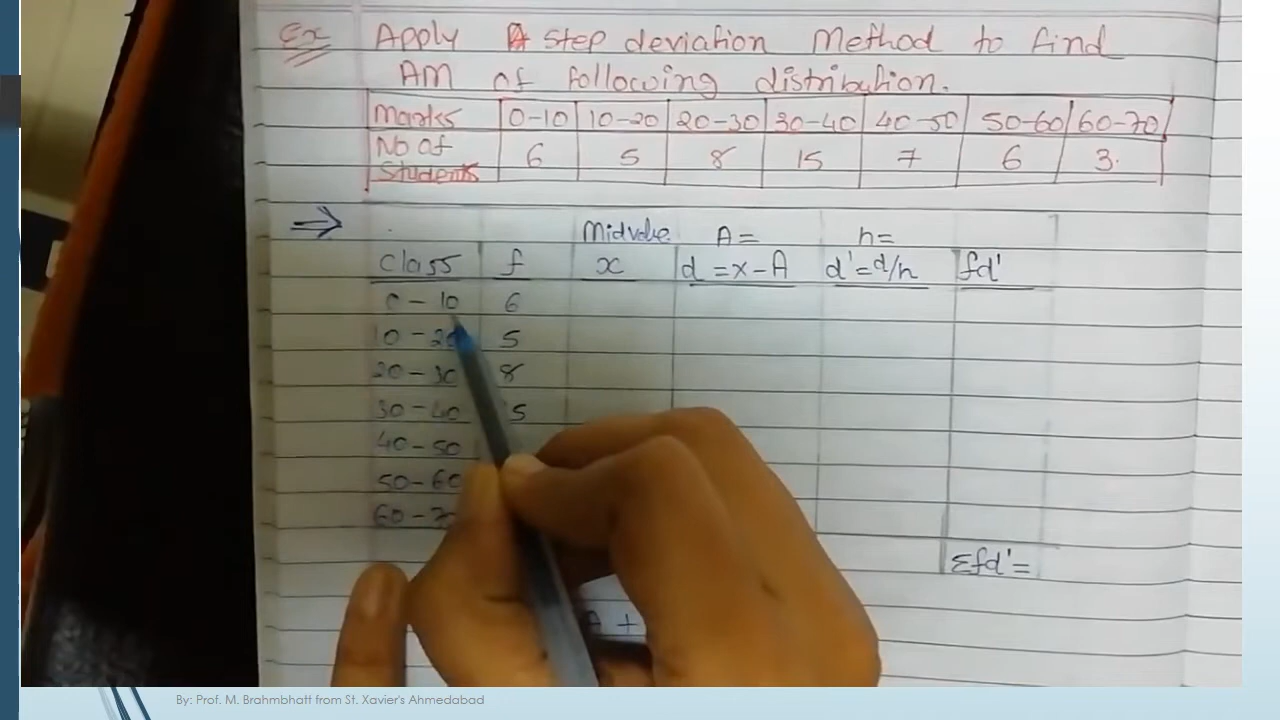 Ex Apply A step deviation Method to find
AM of following distribution.
Marks 0-10 10-20 20-30 30-40 40-50 50-60 60-70
No of Students 6 5 8 15 7 6 3.
⇒ Midvalue A= h=
Class f x d=x-A d'=d/h fd'
0-10 6
10-20 5
20-30 8
30-40 15
40-50
50-60
60-70
Σfd'=
A +
By: Prof. M. Brahmbhatt from St. Xavier's Ahmedabad